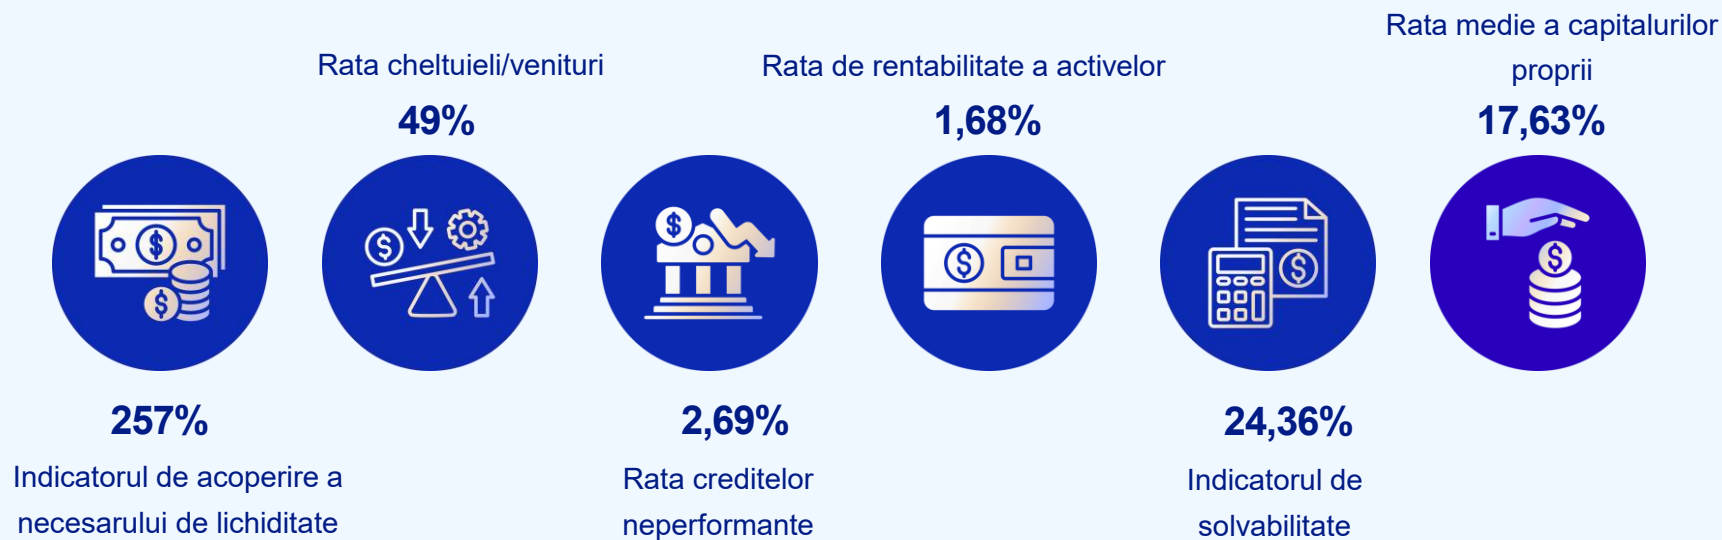 Indicatorul de acoperire a
necesarului de lichiditate
257%
Rata cheltuieli/venituri
49%
2,69%
Rata creditelor
neperformante
Rata de rentabilitate a activelor
1,68%
24,36%
Indicatorul de
solvabilitate
Rata medie a capitalurilor
proprii
17,63%
$
$
$
$
$
$
$